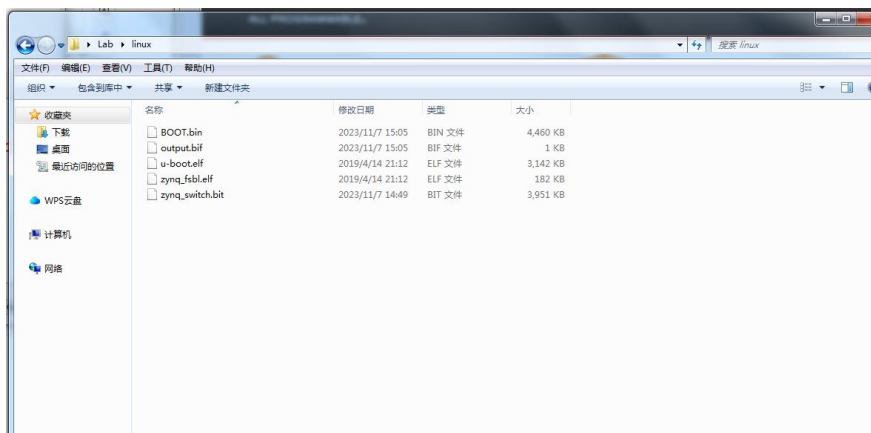 ALL PROGRAMMABLE.
Lab linux
搜索 linux
文件(F) 编辑(E) 查看(V) 工具(T) 帮助(H)
组织 包含到库中 共享 新建文件夹
收藏夹
下载
桌面
最近访问的位置
WPS云盘
计算机
网络
名称 修改日期 类型 大小
BOOT.bin 2023/11/7 15:05 BIN 文件 4,460 KB
output.bif 2023/11/7 15:05 BIF 文件 1 KB
u-boot.elf 2019/4/14 21:12 ELF 文件 3,142 KB
zynq_fsbl.elf 2019/4/14 21:12 ELF 文件 182 KB
zynq_switch.bit 2023/11/7 14:49 BIT 文件 3,951 KB